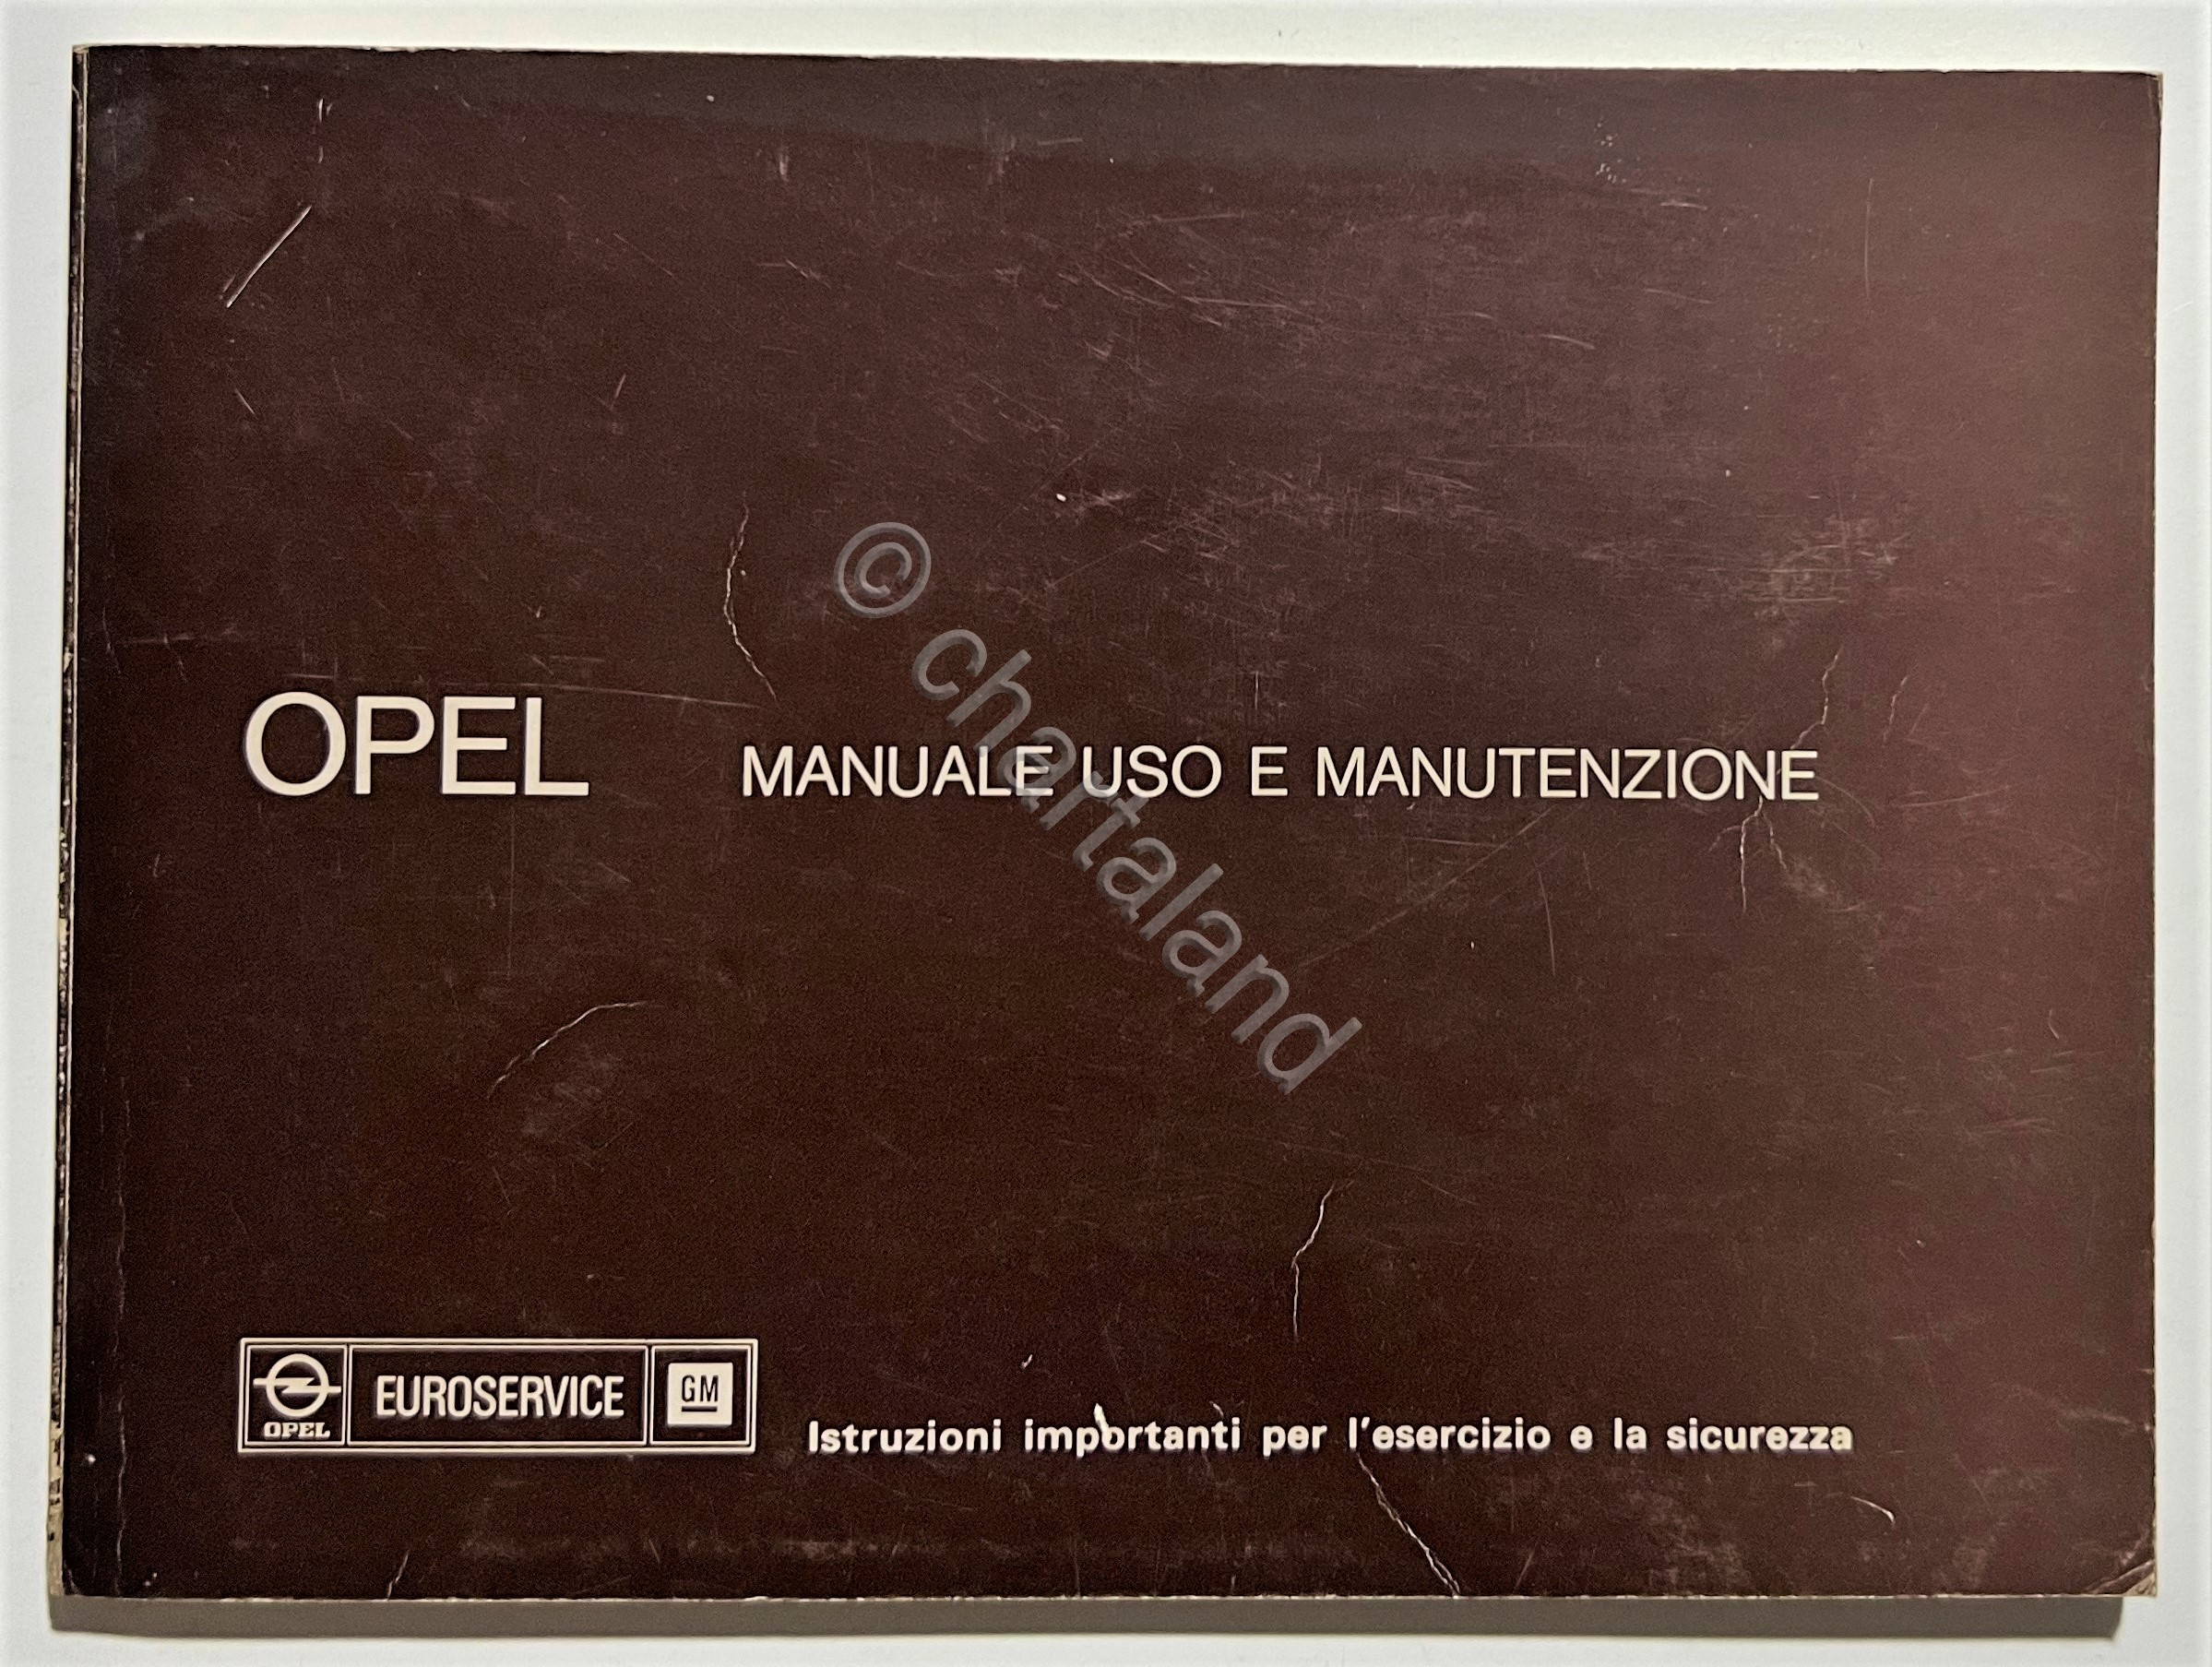 OPEL MANUALE USO E MANUTENZIONE
© chartaland
OPEL EUROSERVICE GM
Istruzioni importanti per l'esercizio e la sicurezza